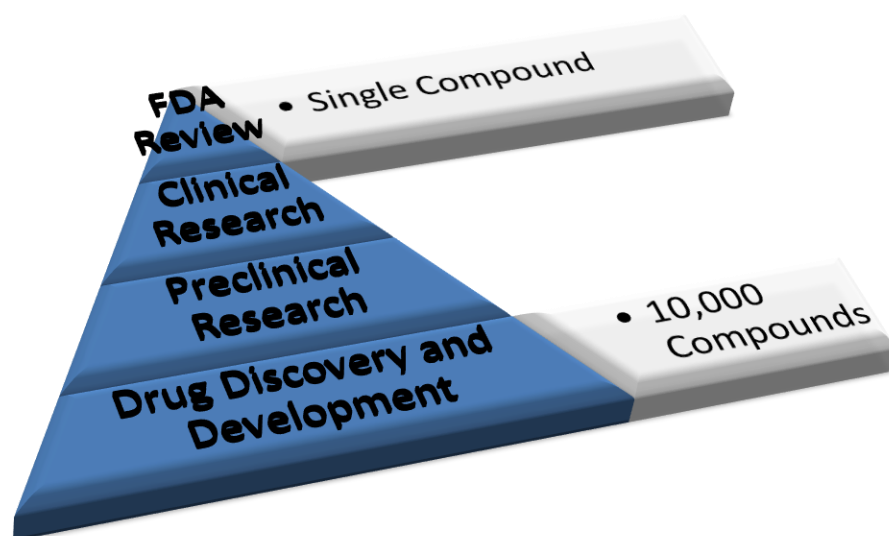 FDA
Review
• Single Compound
Clinical
Research
Preclinical
Research
Drug Discovery and
Development
• 10,000
Compounds